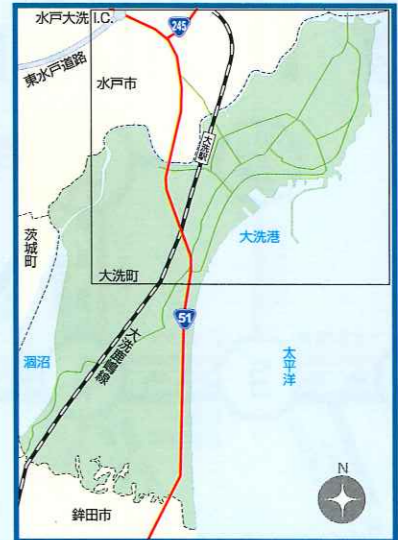 水戸大洗 I.C.
245
東水戸道路
水戸市
大洗駅
茨城町
大洗港
大洗町
51
涸沼
大洗鹿嶋線
太平洋
N
鉾田市